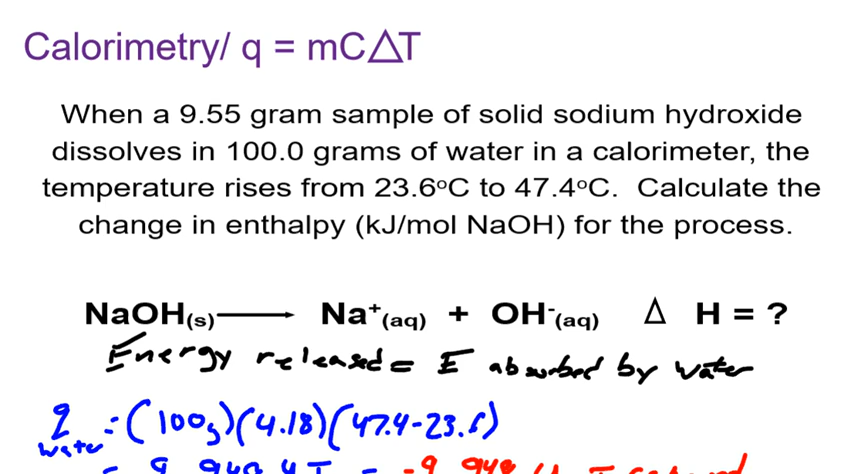 Calorimetry/ q = mC△T
When a 9.55 gram sample of solid sodium hydroxide
dissolves in 100.0 grams of water in a calorimeter, the
temperature rises from 23.6°C to 47.4°C. Calculate the
change in enthalpy (kJ/mol NaOH) for the process.
NaOH(s) ⟶ Na⁺(aq) + OH⁻(aq) Δ H = ?
Energy released = E absorbed by water
q water = (100g)(4.18)(47.4-23.6)